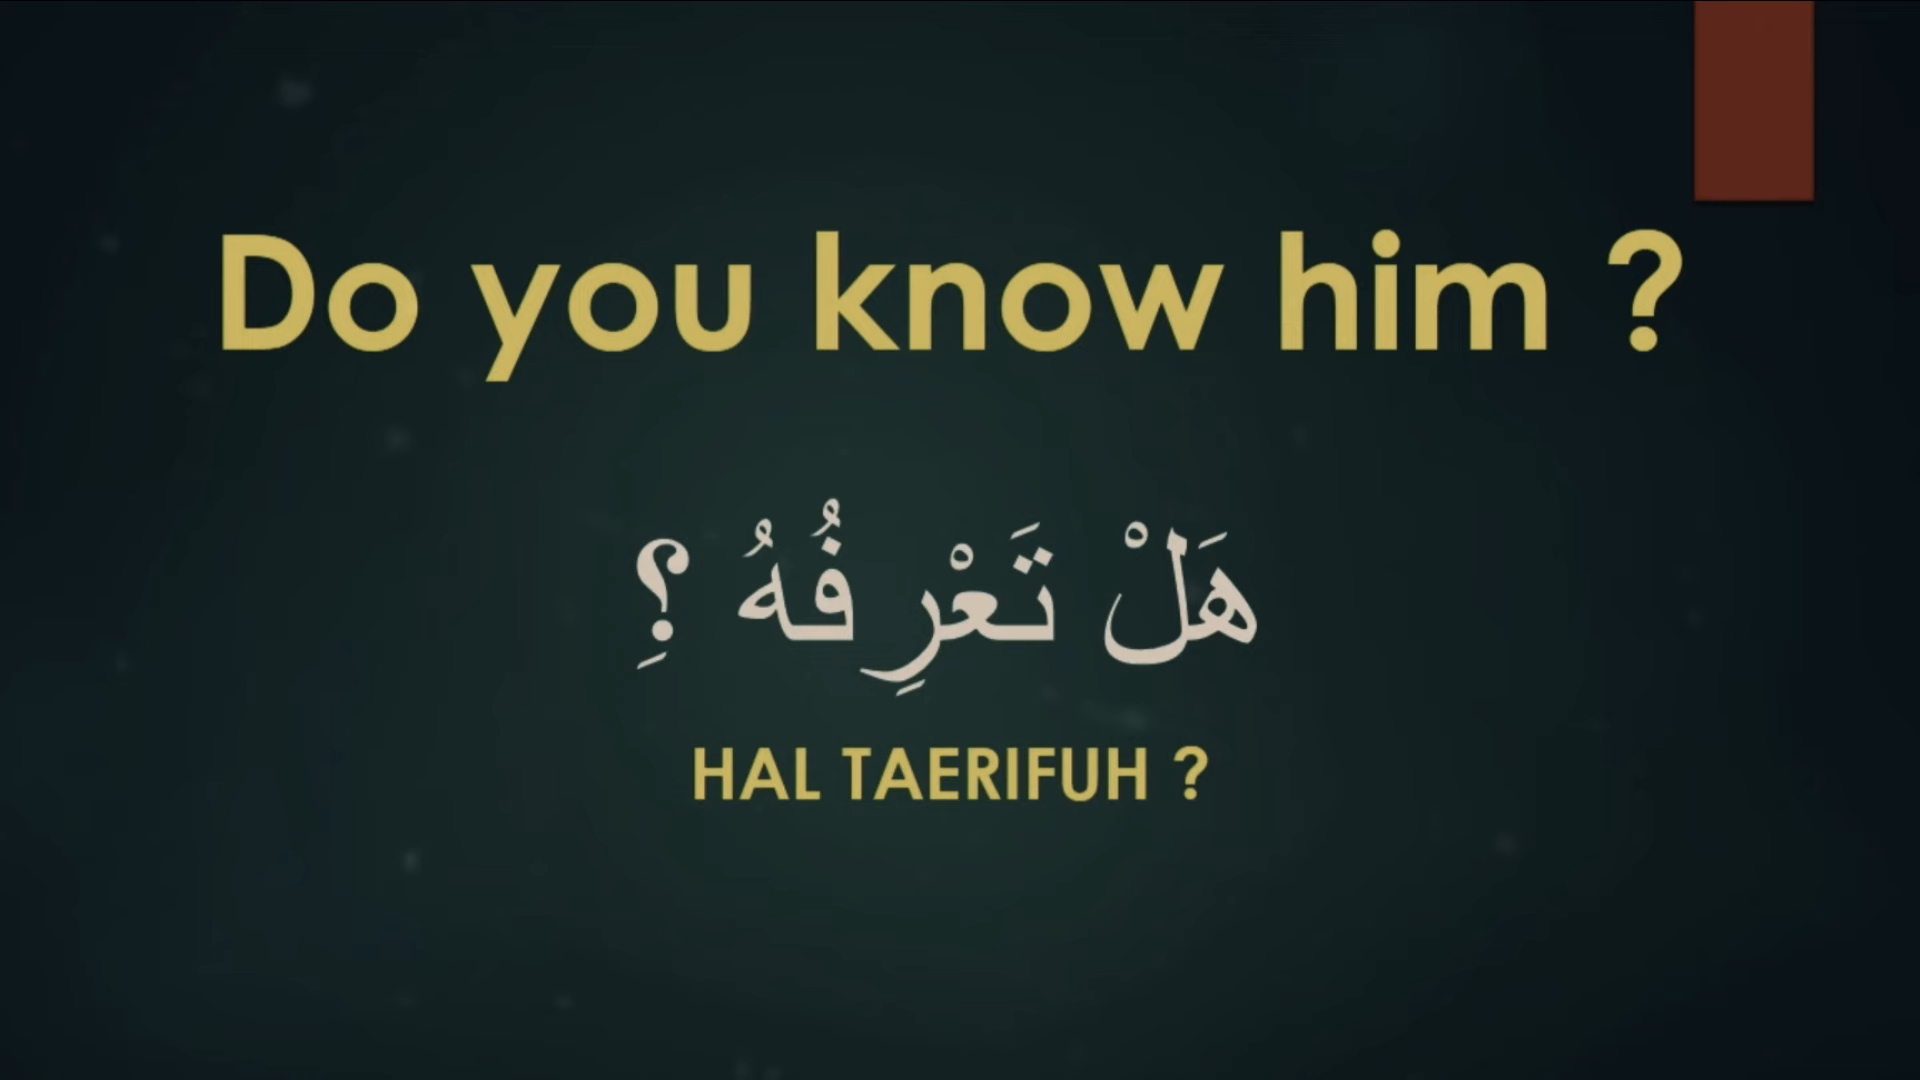 Do you know him ?
هَلْ تَعْرِفُهُ ؟ِ
HAL TAERIFUH ?